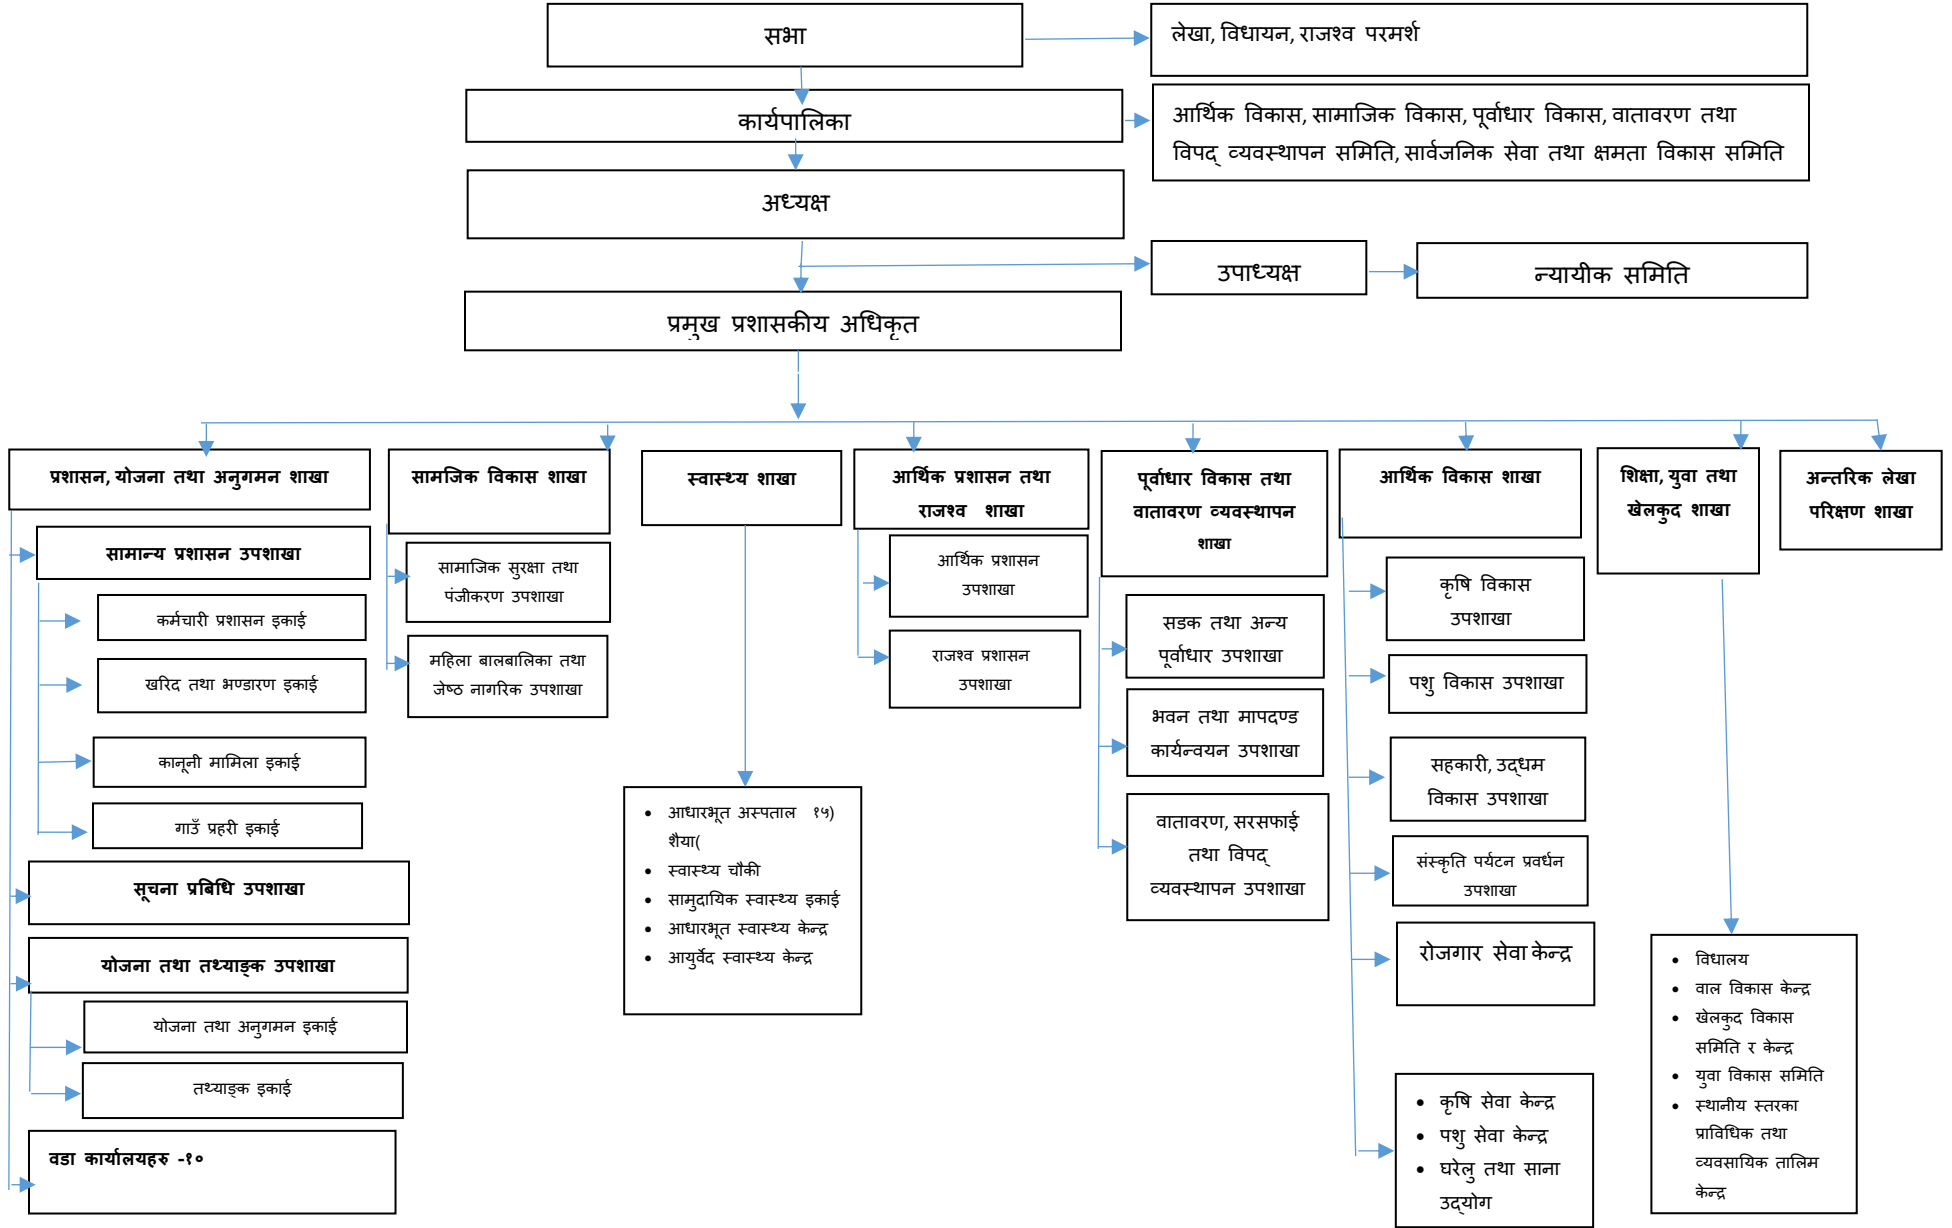 सभा
लेखा, विधायन, राजश्व परमर्श
कार्यपालिका
आर्थिक विकास, सामाजिक विकास, पूर्वाधार विकास, वातावरण तथा
विपद् व्यवस्थापन समिति, सार्वजनिक सेवा तथा क्षमता विकास समिति
अध्यक्ष
उपाध्यक्ष
न्यायीक समिति
प्रमुख प्रशासकीय अधिकृत
प्रशासन, योजना तथा अनुगमन शाखा
सामान्य प्रशासन उपशाखा
कर्मचारी प्रशासन इकाई
खरिद तथा भण्डारण इकाई
कानूनी मामिला इकाई
गाउँ प्रहरी इकाई
सूचना प्रबिधि उपशाखा
योजना तथा तथ्याङ्क उपशाखा
योजना तथा अनुगमन इकाई
तथ्याङ्क इकाई
वडा कार्यालयहरु -१०
सामजिक विकास शाखा
सामाजिक सुरक्षा तथा
पंजीकरण उपशाखा
महिला बालबालिका तथा
जेष्ठ नागरिक उपशाखा
स्वास्थ्य शाखा
• आधारभूत अस्पताल १५)
शैया(
• स्वास्थ्य चौकी
• सामुदायिक स्वास्थ्य इकाई
• आधारभूत स्वास्थ्य केन्द्र
• आयुर्वेद स्वास्थ्य केन्द्र
आर्थिक प्रशासन तथा
राजश्व शाखा
आर्थिक प्रशासन
उपशाखा
राजश्व प्रशासन
उपशाखा
पूर्वाधार विकास तथा
वातावरण व्यवस्थापन
शाखा
सडक तथा अन्य
पूर्वाधार उपशाखा
भवन तथा मापदण्ड
कार्यन्वयन उपशाखा
वातावरण, सरसफाई
तथा विपद्
व्यवस्थापन उपशाखा
आर्थिक विकास शाखा
कृषि विकास
उपशाखा
पशु विकास उपशाखा
सहकारी, उद्धम
विकास उपशाखा
संस्कृति पर्यटन प्रवर्धन
उपशाखा
रोजगार सेवा केन्द्र
• कृषि सेवा केन्द्र
• पशु सेवा केन्द्र
• घरेलु तथा साना
उद्योग
शिक्षा, युवा तथा
खेलकुद शाखा
• विधालय
• वाल विकास केन्द्र
• खेलकुद विकास
समिति र केन्द्र
• युवा विकास समिति
• स्थानीय स्तरका
प्राविधिक तथा
व्यवसायिक तालिम
केन्द्र
अन्तरिक लेखा
परिक्षण शाखा